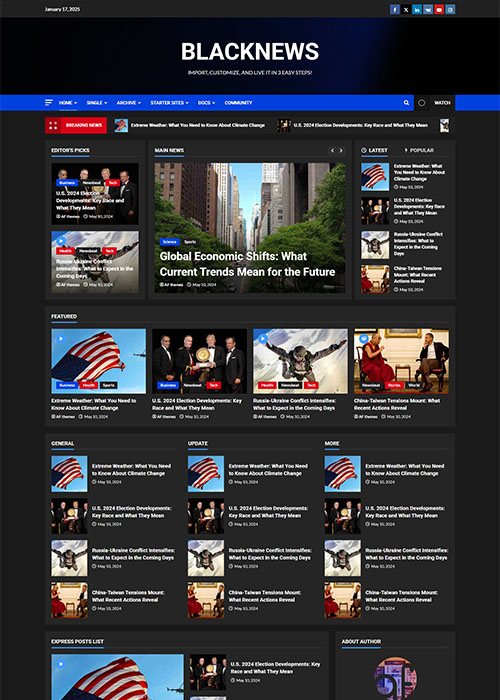 January 17, 2025
BLACKNEWS
IMPORT, CUSTOMIZE, AND LIVE IT IN 3 EASY STEPS!
HOME SINGLE ARCHIVE STARTER SITES DOCS COMMUNITY WATCH
BREAKING NEWS Extreme Weather: What You Need to Know About Climate Change U.S. 2024 Election Developments: Key Race and What They Mean
EDITOR'S PICKS
Business Newsbeat Tech
U.S. 2024 Election
Developments: Key Race and
What They Mean
AF themes May 10, 2024
Health Newsbeat Tech
Russia-Ukraine Conflict
Intensifies: What to Expect in the
Coming Days
AF themes May 10, 2024
MAIN NEWS
Science Sports
Global Economic Shifts: What
Current Trends Mean for the Future
AF themes May 10, 2024
LATEST POPULAR
Extreme Weather: What
You Need to Know About
Climate Change
May 10, 2024
U.S. 2024 Election
Developments: Key Race
and What They Mean
May 10, 2024
Russia-Ukraine Conflict
Intensifies: What to
Expect in the Coming
Days
May 10, 2024
China-Taiwan Tensions
Mount: What Recent
Actions Reveal
May 10, 2024
FEATURED
Business Health Sports
Extreme Weather: What You Need to
Know About Climate Change
AF themes May 10, 2024
Business Newsbeat Tech
U.S. 2024 Election Developments: Key
Race and What They Mean
AF themes May 10, 2024
Health Newsbeat Tech
Russia-Ukraine Conflict Intensifies:
What to Expect in the Coming Days
AF themes May 10, 2024
Newsbeat Stories World
China-Taiwan Tensions Mount: What
Recent Actions Reveal
AF themes May 10, 2024
GENERAL
Extreme Weather: What You Need
to Know About Climate Change
May 10, 2024
U.S. 2024 Election Developments:
Key Race and What They Mean
May 10, 2024
Russia-Ukraine Conflict Intensifies:
What to Expect in the Coming Days
May 10, 2024
China-Taiwan Tensions Mount:
What Recent Actions Reveal
May 10, 2024
UPDATE
Extreme Weather: What You Need
to Know About Climate Change
May 10, 2024
U.S. 2024 Election Developments:
Key Race and What They Mean
May 10, 2024
Russia-Ukraine Conflict Intensifies:
What to Expect in the Coming Days
May 10, 2024
China-Taiwan Tensions Mount:
What Recent Actions Reveal
May 10, 2024
MORE
Extreme Weather: What You Need
to Know About Climate Change
May 10, 2024
U.S. 2024 Election Developments:
Key Race and What They Mean
May 10, 2024
Russia-Ukraine Conflict Intensifies:
What to Expect in the Coming Days
May 10, 2024
China-Taiwan Tensions Mount:
What Recent Actions Reveal
May 10, 2024
EXPRESS POSTS LIST
U.S. 2024 Election Developments: Key
Race and What They Mean
May 10, 2024
ABOUT AUTHOR